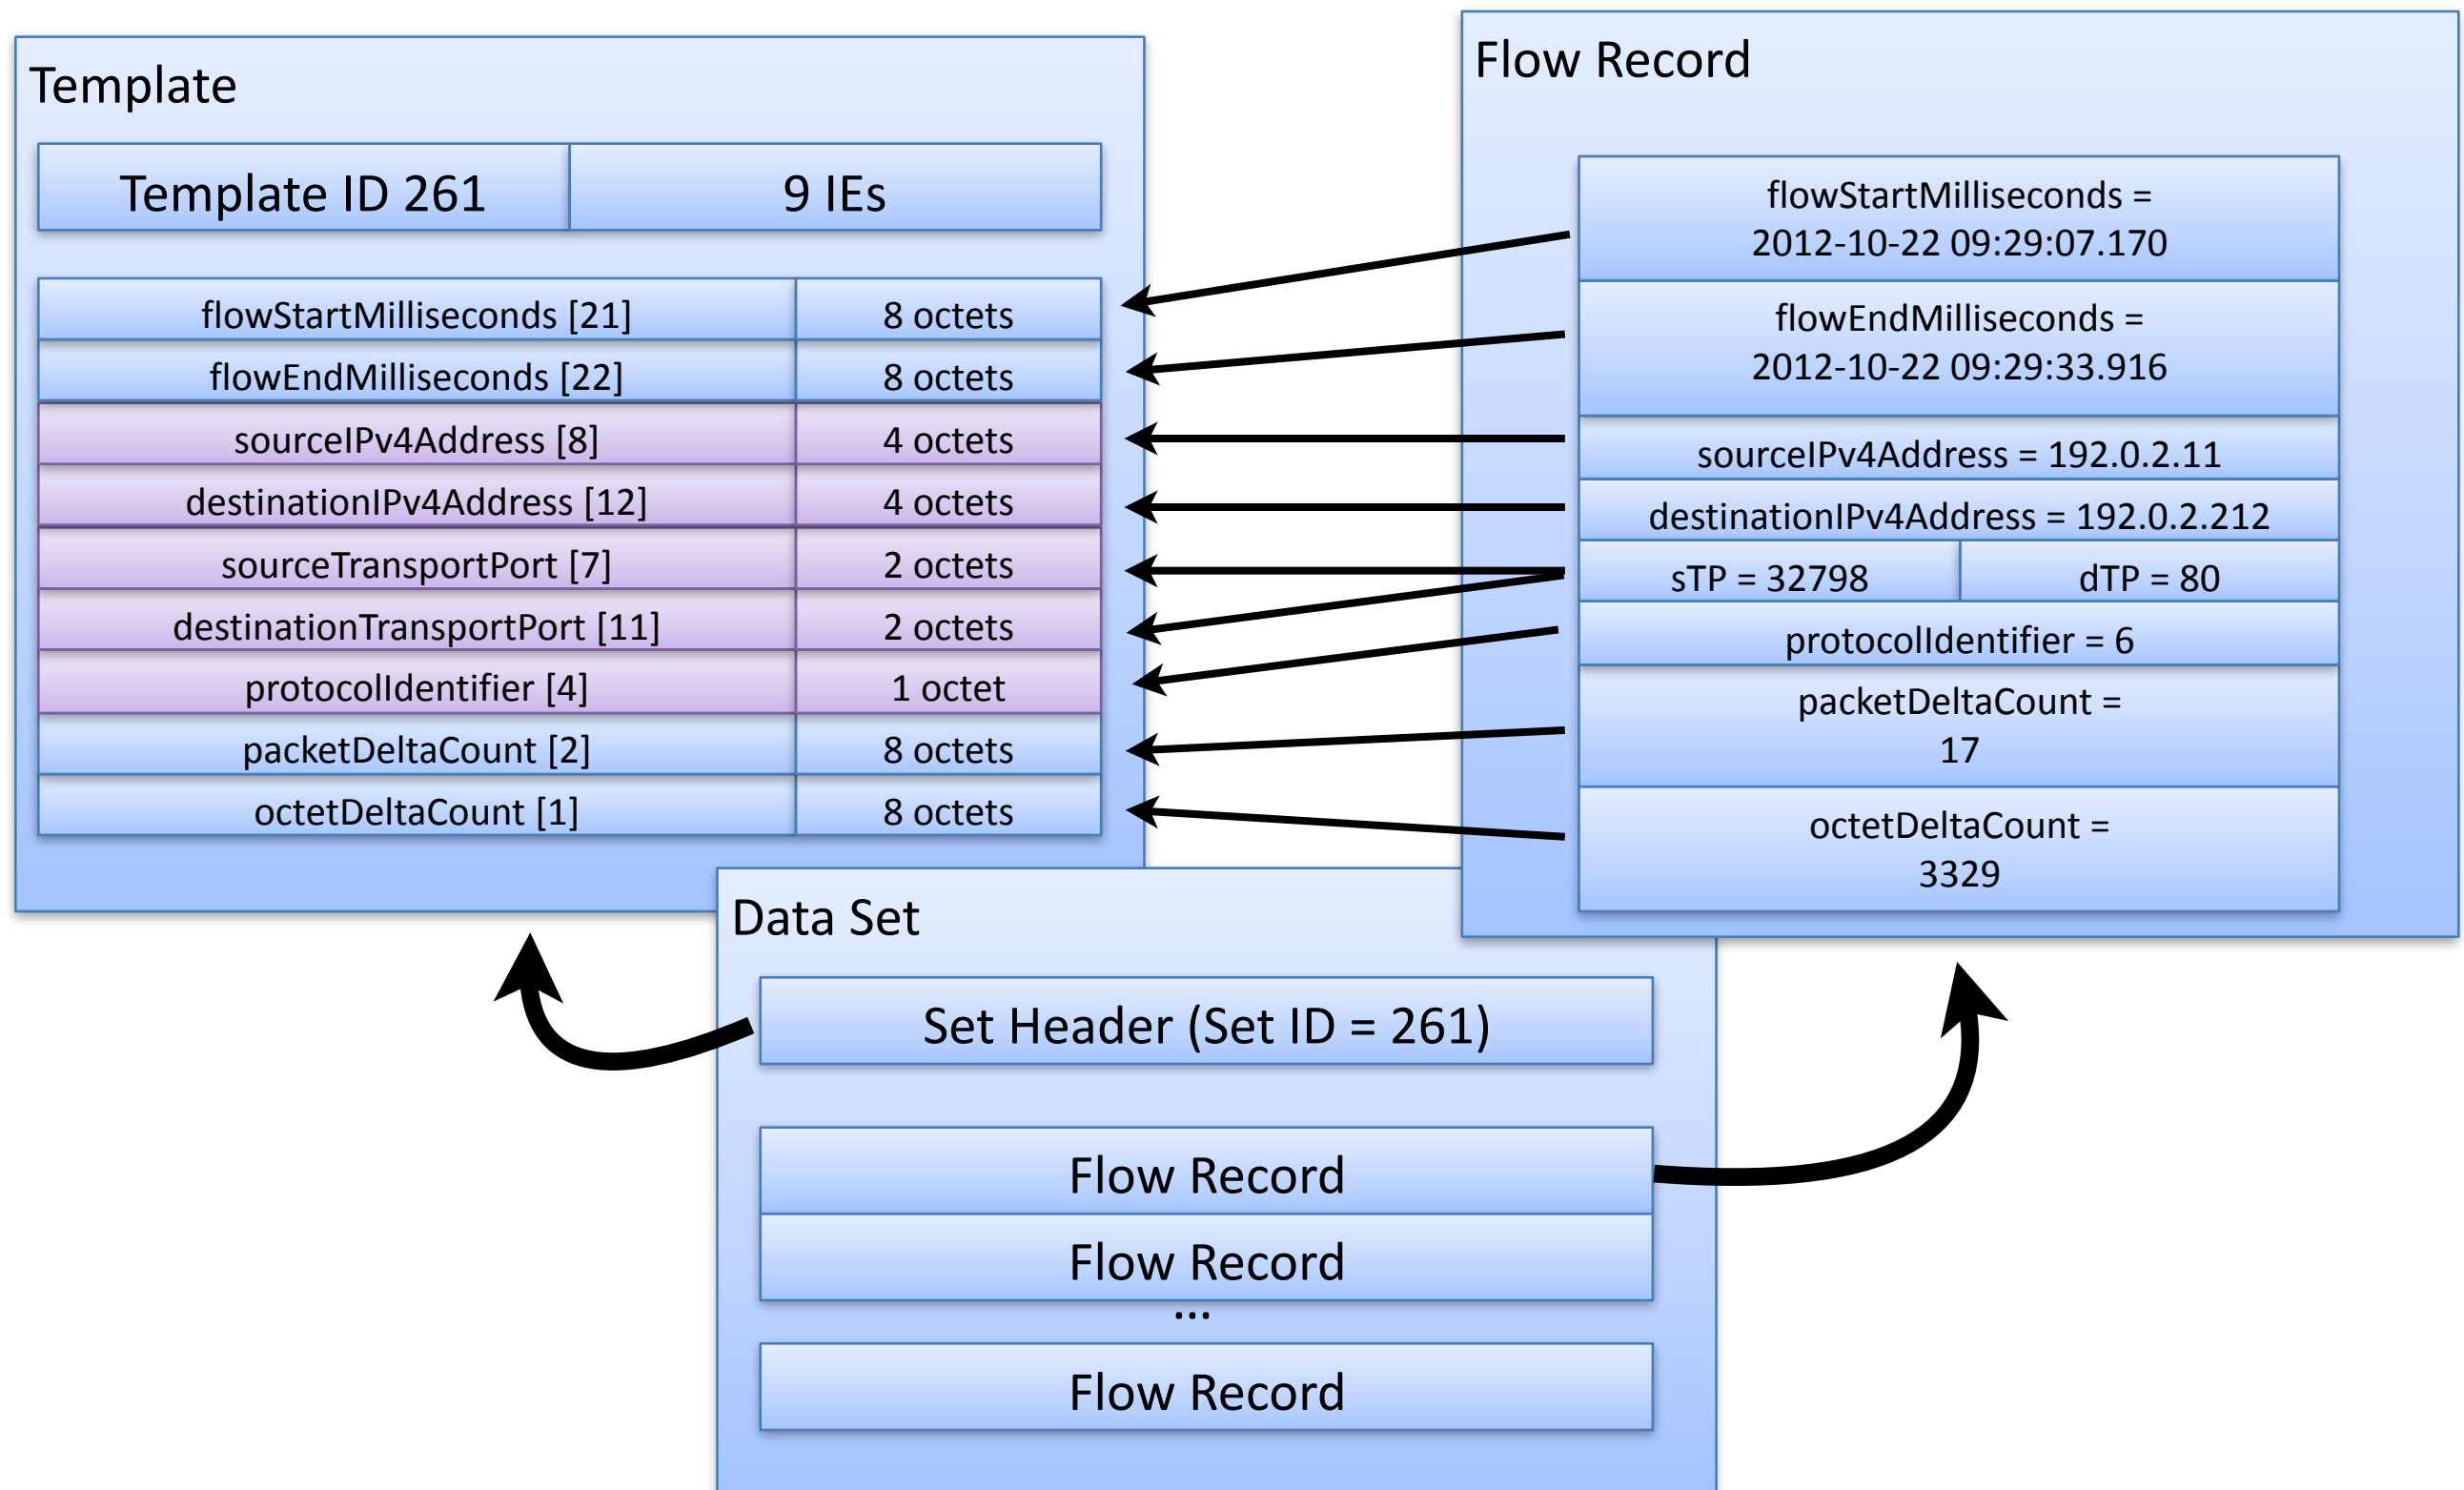 Template
Template ID 261
9 IEs
flowStartMilliseconds [21]
8 octets
flowEndMilliseconds [22]
8 octets
sourceIPv4Address [8]
4 octets
destinationIPv4Address [12]
4 octets
sourceTransportPort [7]
2 octets
destinationTransportPort [11]
2 octets
protocolIdentifier [4]
1 octet
packetDeltaCount [2]
8 octets
octetDeltaCount [1]
8 octets
Flow Record
flowStartMilliseconds =
2012-10-22 09:29:07.170
flowEndMilliseconds =
2012-10-22 09:29:33.916
sourceIPv4Address = 192.0.2.11
destinationIPv4Address = 192.0.2.212
sTP = 32798
dTP = 80
protocolIdentifier = 6
packetDeltaCount =
17
octetDeltaCount =
3329
Data Set
Set Header (Set ID = 261)
Flow Record
Flow Record
...
Flow Record